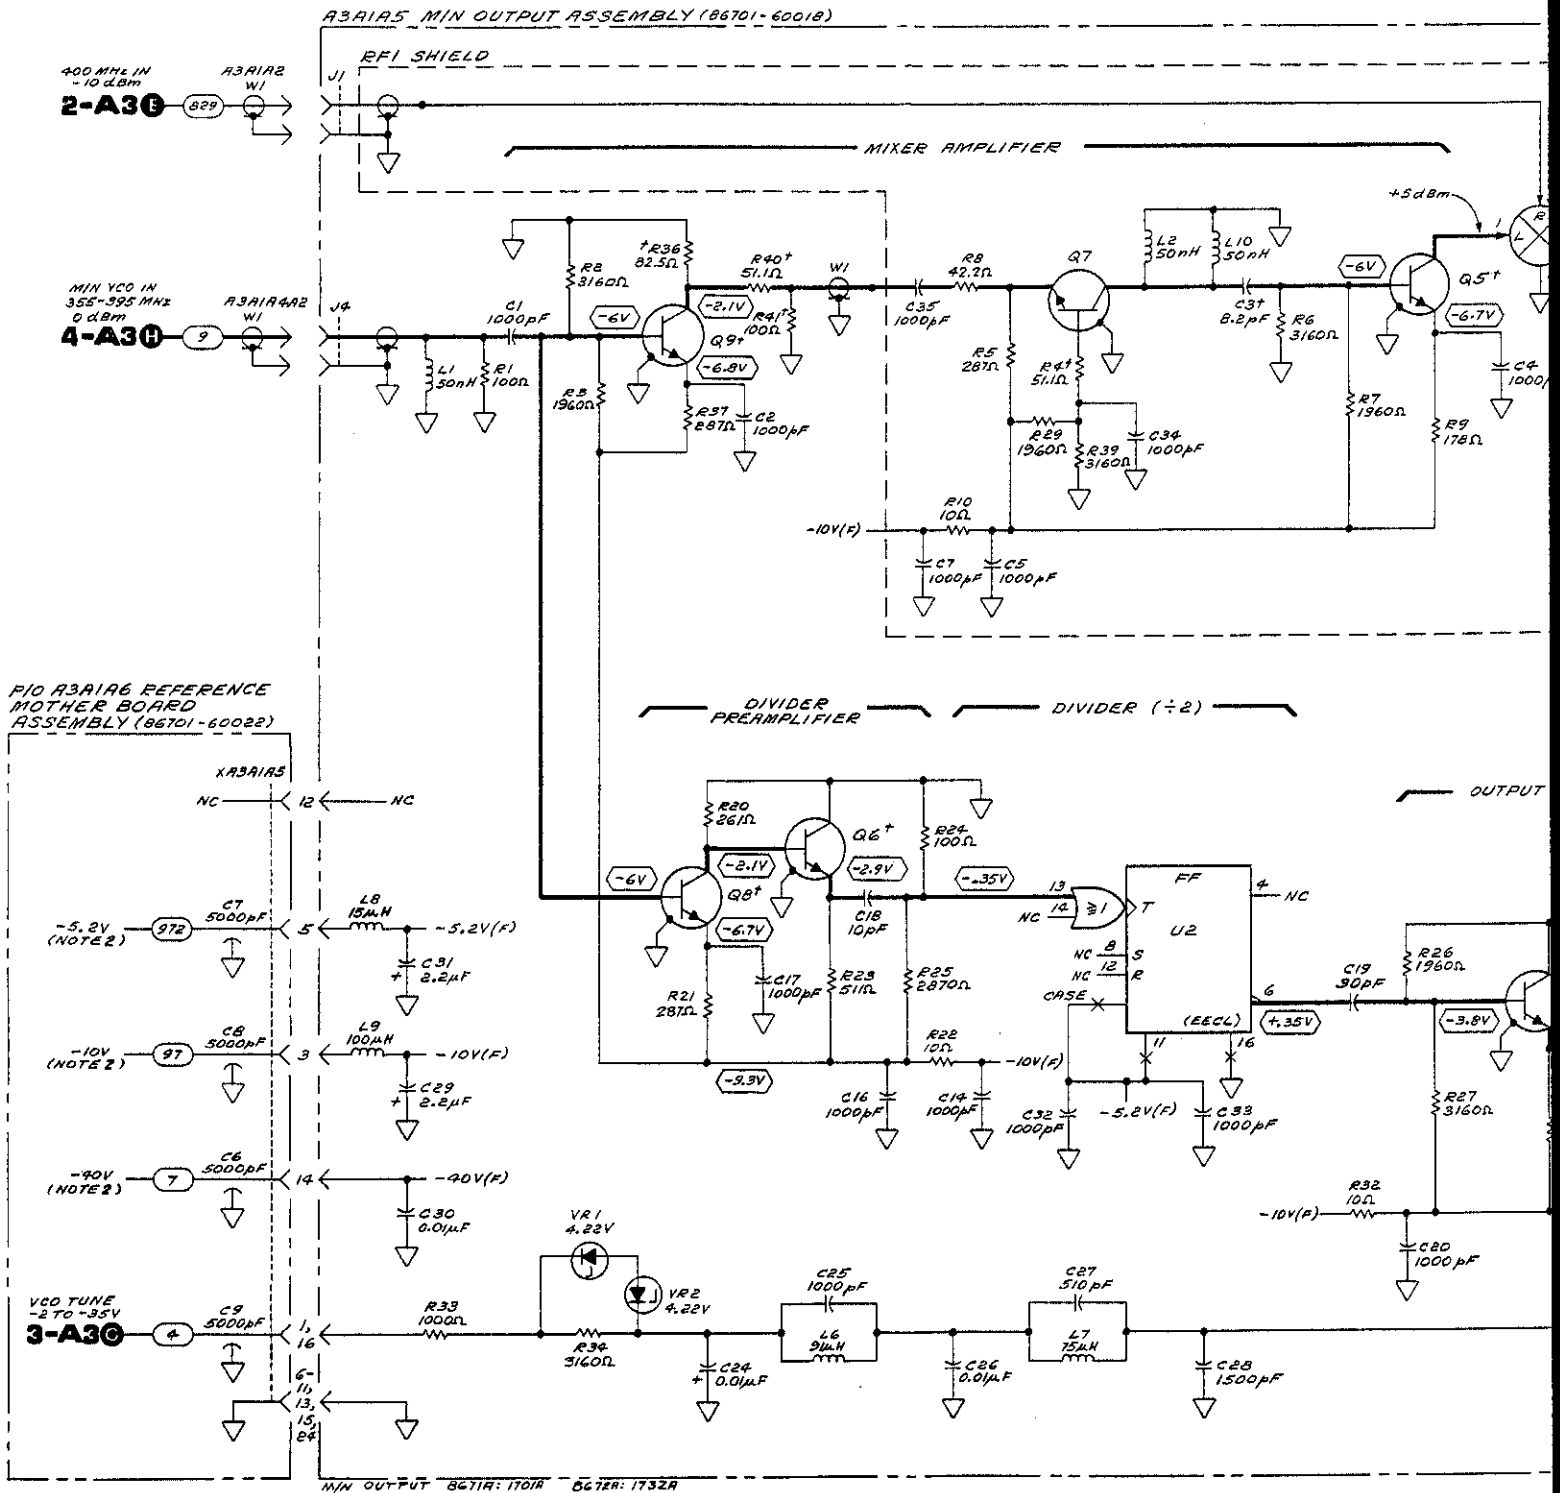 A3A1A5 M/N OUTPUT ASSEMBLY (86701-60018)
RFI SHIELD
400 MHz IN
-10 dBm
2-A3 E
829
A3A1A2
W1
J1
MIXER AMPLIFIER
+5dBm
1
L
R
M/N VCO IN
355-395 MHz
0 dBm
4-A3 H
9
A3A1A4A2
W1
J4
L1
50nH
R1
100Ω
C1
1000pF
R2
3160Ω
†R36
82.5Ω
-6V
Q9†
-2.1V
-6.8V
R3
1960Ω
R37
287Ω
C2
1000pF
R40†
51.1Ω
R41†
100Ω
W1
C35
1000pF
R8
42.2Ω
Q7
L2
50nH
L10
50nH
C3†
8.2pF
R6
3160Ω
-6V
Q5†
-6.7V
R5
287Ω
R4†
51.1Ω
R29
1960Ω
R39
3160Ω
C34
1000pF
R7
1960Ω
R9
178Ω
C4
1000
-10V(F)
R10
10Ω
C7
1000pF
C5
1000pF
P/O A3A1A6 REFERENCE
MOTHER BOARD
ASSEMBLY (86701-60022)
DIVIDER
PREAMPLIFIER
DIVIDER (÷2)
OUTPUT
XA3A1A5
NC
12
NC
R20
261Ω
Q6†
R24
100Ω
-6V
-2.1V
Q8†
-2.9V
-.35V
-6.7V
C18
10pF
13
14
NC
≥1
FF
T
U2
4
NC
NC
8
S
NC
12
R
CASE
6
(EECL)
+.35V
11
16
C19
30pF
R26
1960Ω
-3.8V
-5.2V
(NOTE 2)
972
C7
5000pF
5
L8
15μH
-5.2V(F)
C31
+ 2.2μF
R21
287Ω
C17
1000pF
R23
511Ω
R25
2870Ω
-10V
(NOTE 2)
97
C8
5000pF
3
L9
100μH
-10V(F)
C29
+ 2.2μF
-9.3V
R22
10Ω
-10V(F)
C16
1000pF
C14
1000pF
C32
1000pF
-5.2V(F)
C33
1000pF
R27
3160Ω
-40V
(NOTE 2)
7
C6
5000pF
14
-40V(F)
C30
0.01μF
R32
10Ω
-10V(F)
C20
1000pF
VR1
4.22V
VR2
4.22V
VCO TUNE
-2 TO -35V
3-A3 C
4
C9
5000pF
1,
16
R33
1000Ω
R34
3160Ω
C24
+ 0.01μF
C25
1000pF
L6
91μH
C26
0.01μF
C27
510pF
L7
75μH
C28
1500pF
6-
11,
13,
15,
24
M/N OUTPUT 8671A: 1701A 8672A: 1732A